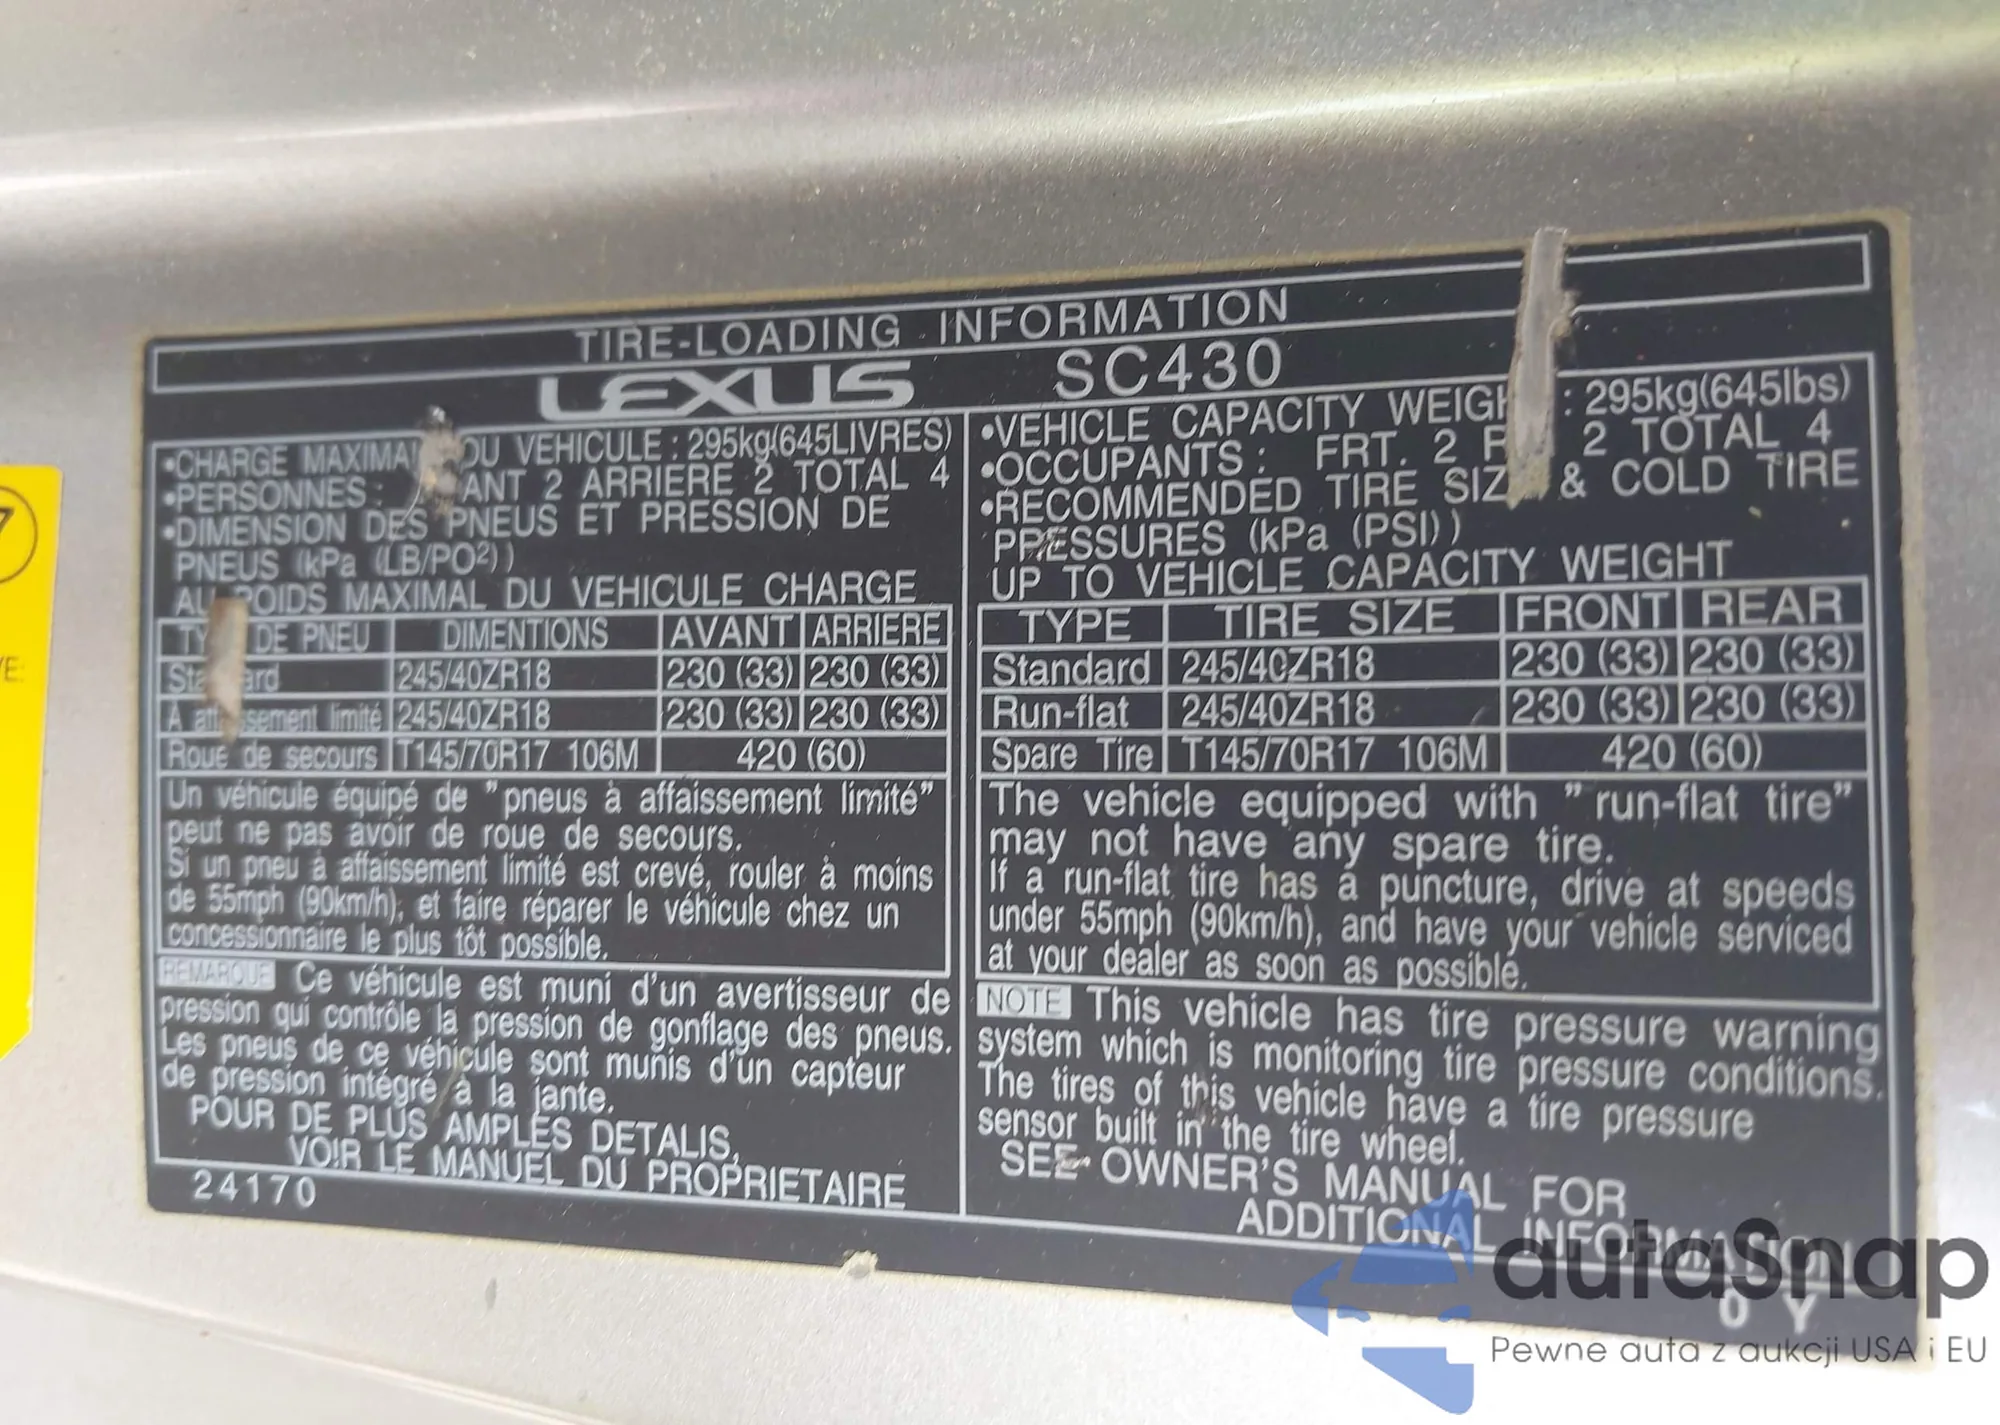 TIRE-LOADING INFORMATION
LEXUS SC430
•CHARGE MAXIMA DU VEHICULE : 295kg(645LIVRES)
•PERSONNES : ANT 2 ARRIERE 2 TOTAL 4
•DIMENSION DES PNEUS ET PRESSION DE
PNEUS (kPa (LB/PO²))
AU POIDS MAXIMAL DU VEHICULE CHARGE
DE PNEU DIMENTIONS AVANT ARRIERE
Standard 245/40ZR18 230 (33) 230 (33)
A affaissement limité 245/40ZR18 230 (33) 230 (33)
Roue de secours T145/70R17 106M 420 (60)
Un véhicule équipé de "pneus à affaissement limité"
peut ne pas avoir de roue de secours.
Si un pneu à affaissement limité est crevé, rouler à moins
de 55mph (90km/h), et faire réparer le véhicule chez un
concessionnaire le plus tôt possible.
REMARQUE Ce véhicule est muni d'un avertisseur de
pression qui contrôle la pression de gonflage des pneus.
Les pneus de ce véhicule sont munis d'un capteur
de pression intégré à la jante.
POUR DE PLUS AMPLES DETALIS,
VOIR LE MANUEL DU PROPRIETAIRE
24170
•VEHICLE CAPACITY WEIGH : 295kg(645lbs)
•OCCUPANTS : FRT. 2 R 2 TOTAL 4
•RECOMMENDED TIRE SIZ & COLD TIRE
PRESSURES (kPa (PSI))
UP TO VEHICLE CAPACITY WEIGHT
TYPE TIRE SIZE FRONT REAR
Standard 245/40ZR18 230 (33) 230 (33)
Run-flat 245/40ZR18 230 (33) 230 (33)
Spare Tire T145/70R17 106M 420 (60)
The vehicle equipped with "run-flat tire"
may not have any spare tire.
If a run-flat tire has a puncture, drive at speeds
under 55mph (90km/h), and have your vehicle serviced
at your dealer as soon as possible.
NOTE This vehicle has tire pressure warning
system which is monitoring tire pressure conditions.
The tires of this vehicle have a tire pressure
sensor built in the tire wheel.
SEE OWNER'S MANUAL FOR
ADDITIONAL INFORMATION
0 Y
7
E:
autaSnap
Pewne auta z aukcji USA i EU